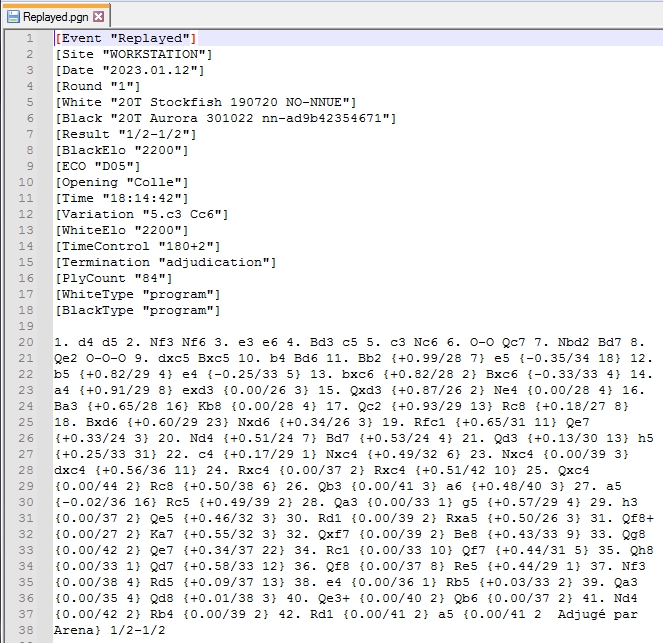 Replayed.pgn
1 [Event "Replayed"]
2 [Site "WORKSTATION"]
3 [Date "2023.01.12"]
4 [Round "1"]
5 [White "20T Stockfish 190720 NO-NNUE"]
6 [Black "20T Aurora 301022 nn-ad9b42354671"]
7 [Result "1/2-1/2"]
8 [BlackElo "2200"]
9 [ECO "D05"]
10 [Opening "Colle"]
11 [Time "18:14:42"]
12 [Variation "5.c3 Cc6"]
13 [WhiteElo "2200"]
14 [TimeControl "180+2"]
15 [Termination "adjudication"]
16 [PlyCount "84"]
17 [WhiteType "program"]
18 [BlackType "program"]
19
20 1. d4 d5 2. Nf3 Nf6 3. e3 e6 4. Bd3 c5 5. c3 Nc6 6. O-O Qc7 7. Nbd2 Bd7 8.
21 Qe2 O-O-O 9. dxc5 Bxc5 10. b4 Bd6 11. Bb2 {+0.99/28 7} e5 {-0.35/34 18} 12.
22 b5 {+0.82/29 4} e4 {-0.25/33 5} 13. bxc6 {+0.82/28 2} Bxc6 {-0.33/33 4} 14.
23 a4 {+0.91/29 8} exd3 {0.00/26 3} 15. Qxd3 {+0.87/26 2} Ne4 {0.00/28 4} 16.
24 Ba3 {+0.65/28 16} Kb8 {0.00/28 4} 17. Qc2 {+0.93/29 13} Rc8 {+0.18/27 8}
25 18. Bxd6 {+0.60/29 23} Nxd6 {+0.34/26 3} 19. Rfc1 {+0.65/31 11} Qe7
26 {+0.33/24 3} 20. Nd4 {+0.51/24 7} Bd7 {+0.53/24 4} 21. Qd3 {+0.13/30 13} h5
27 {+0.25/33 31} 22. c4 {+0.17/29 1} Nxc4 {+0.49/32 6} 23. Nxc4 {0.00/39 3}
28 dxc4 {+0.56/36 11} 24. Rxc4 {0.00/37 2} Rxc4 {+0.51/42 10} 25. Qxc4
29 {0.00/44 2} Rc8 {+0.50/38 6} 26. Qb3 {0.00/41 3} a6 {+0.48/40 3} 27. a5
30 {-0.02/36 16} Rc5 {+0.49/39 2} 28. Qa3 {0.00/33 1} g5 {+0.57/29 4} 29. h3
31 {0.00/37 2} Qe5 {+0.46/32 3} 30. Rd1 {0.00/39 2} Rxa5 {+0.50/26 3} 31. Qf8+
32 {0.00/27 2} Ka7 {+0.55/32 3} 32. Qxf7 {0.00/39 2} Be8 {+0.43/33 9} 33. Qg8
33 {0.00/42 2} Qe7 {+0.34/37 22} 34. Rc1 {0.00/33 10} Qf7 {+0.44/31 5} 35. Qh8
34 {0.00/33 1} Qd7 {+0.58/33 12} 36. Qf8 {0.00/37 8} Re5 {+0.44/29 1} 37. Nf3
35 {0.00/38 4} Rd5 {+0.09/37 13} 38. e4 {0.00/36 1} Rb5 {+0.03/33 2} 39. Qa3
36 {0.00/35 4} Qd8 {+0.01/38 3} 40. Qe3+ {0.00/40 2} Qb6 {0.00/37 2} 41. Nd4
37 {0.00/42 2} Rb4 {0.00/39 2} 42. Rd1 {0.00/41 2} a5 {0.00/41 2 Adjugé par
38 Arena} 1/2-1/2